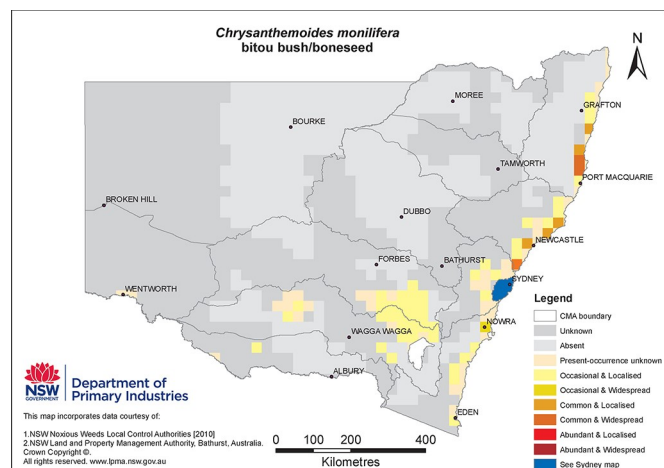 Chrysanthemoides monilifera
bitou bush/boneseed
N
MOREE
GRAFTON
BOURKE
TAMWORTH
PORT MACQUARIE
BROKEN HILL
DUBBO
NEWCASTLE
FORBES
BATHURST
SYDNEY
WENTWORTH
NOWRA
WAGGA WAGGA
ALBURY
EDEN
Legend
CMA boundary
Unknown
Absent
Present-occurrence unknown
Occasional & Localised
Occasional & Widespread
Common & Localised
Common & Widespread
Abundant & Localised
Abundant & Widespread
See Sydney map
NSW
GOVERNMENT
Department of
Primary Industries
This map incorporates data courtesy of:
1.NSW Noxious Weeds Local Control Authorities [2010]
2.NSW Land and Property Management Authority, Bathurst, Australia.
Crown Copyright ©.
All rights reserved. www.lpma.nsw.gov.au
0 100 200 300 400
Kilometres